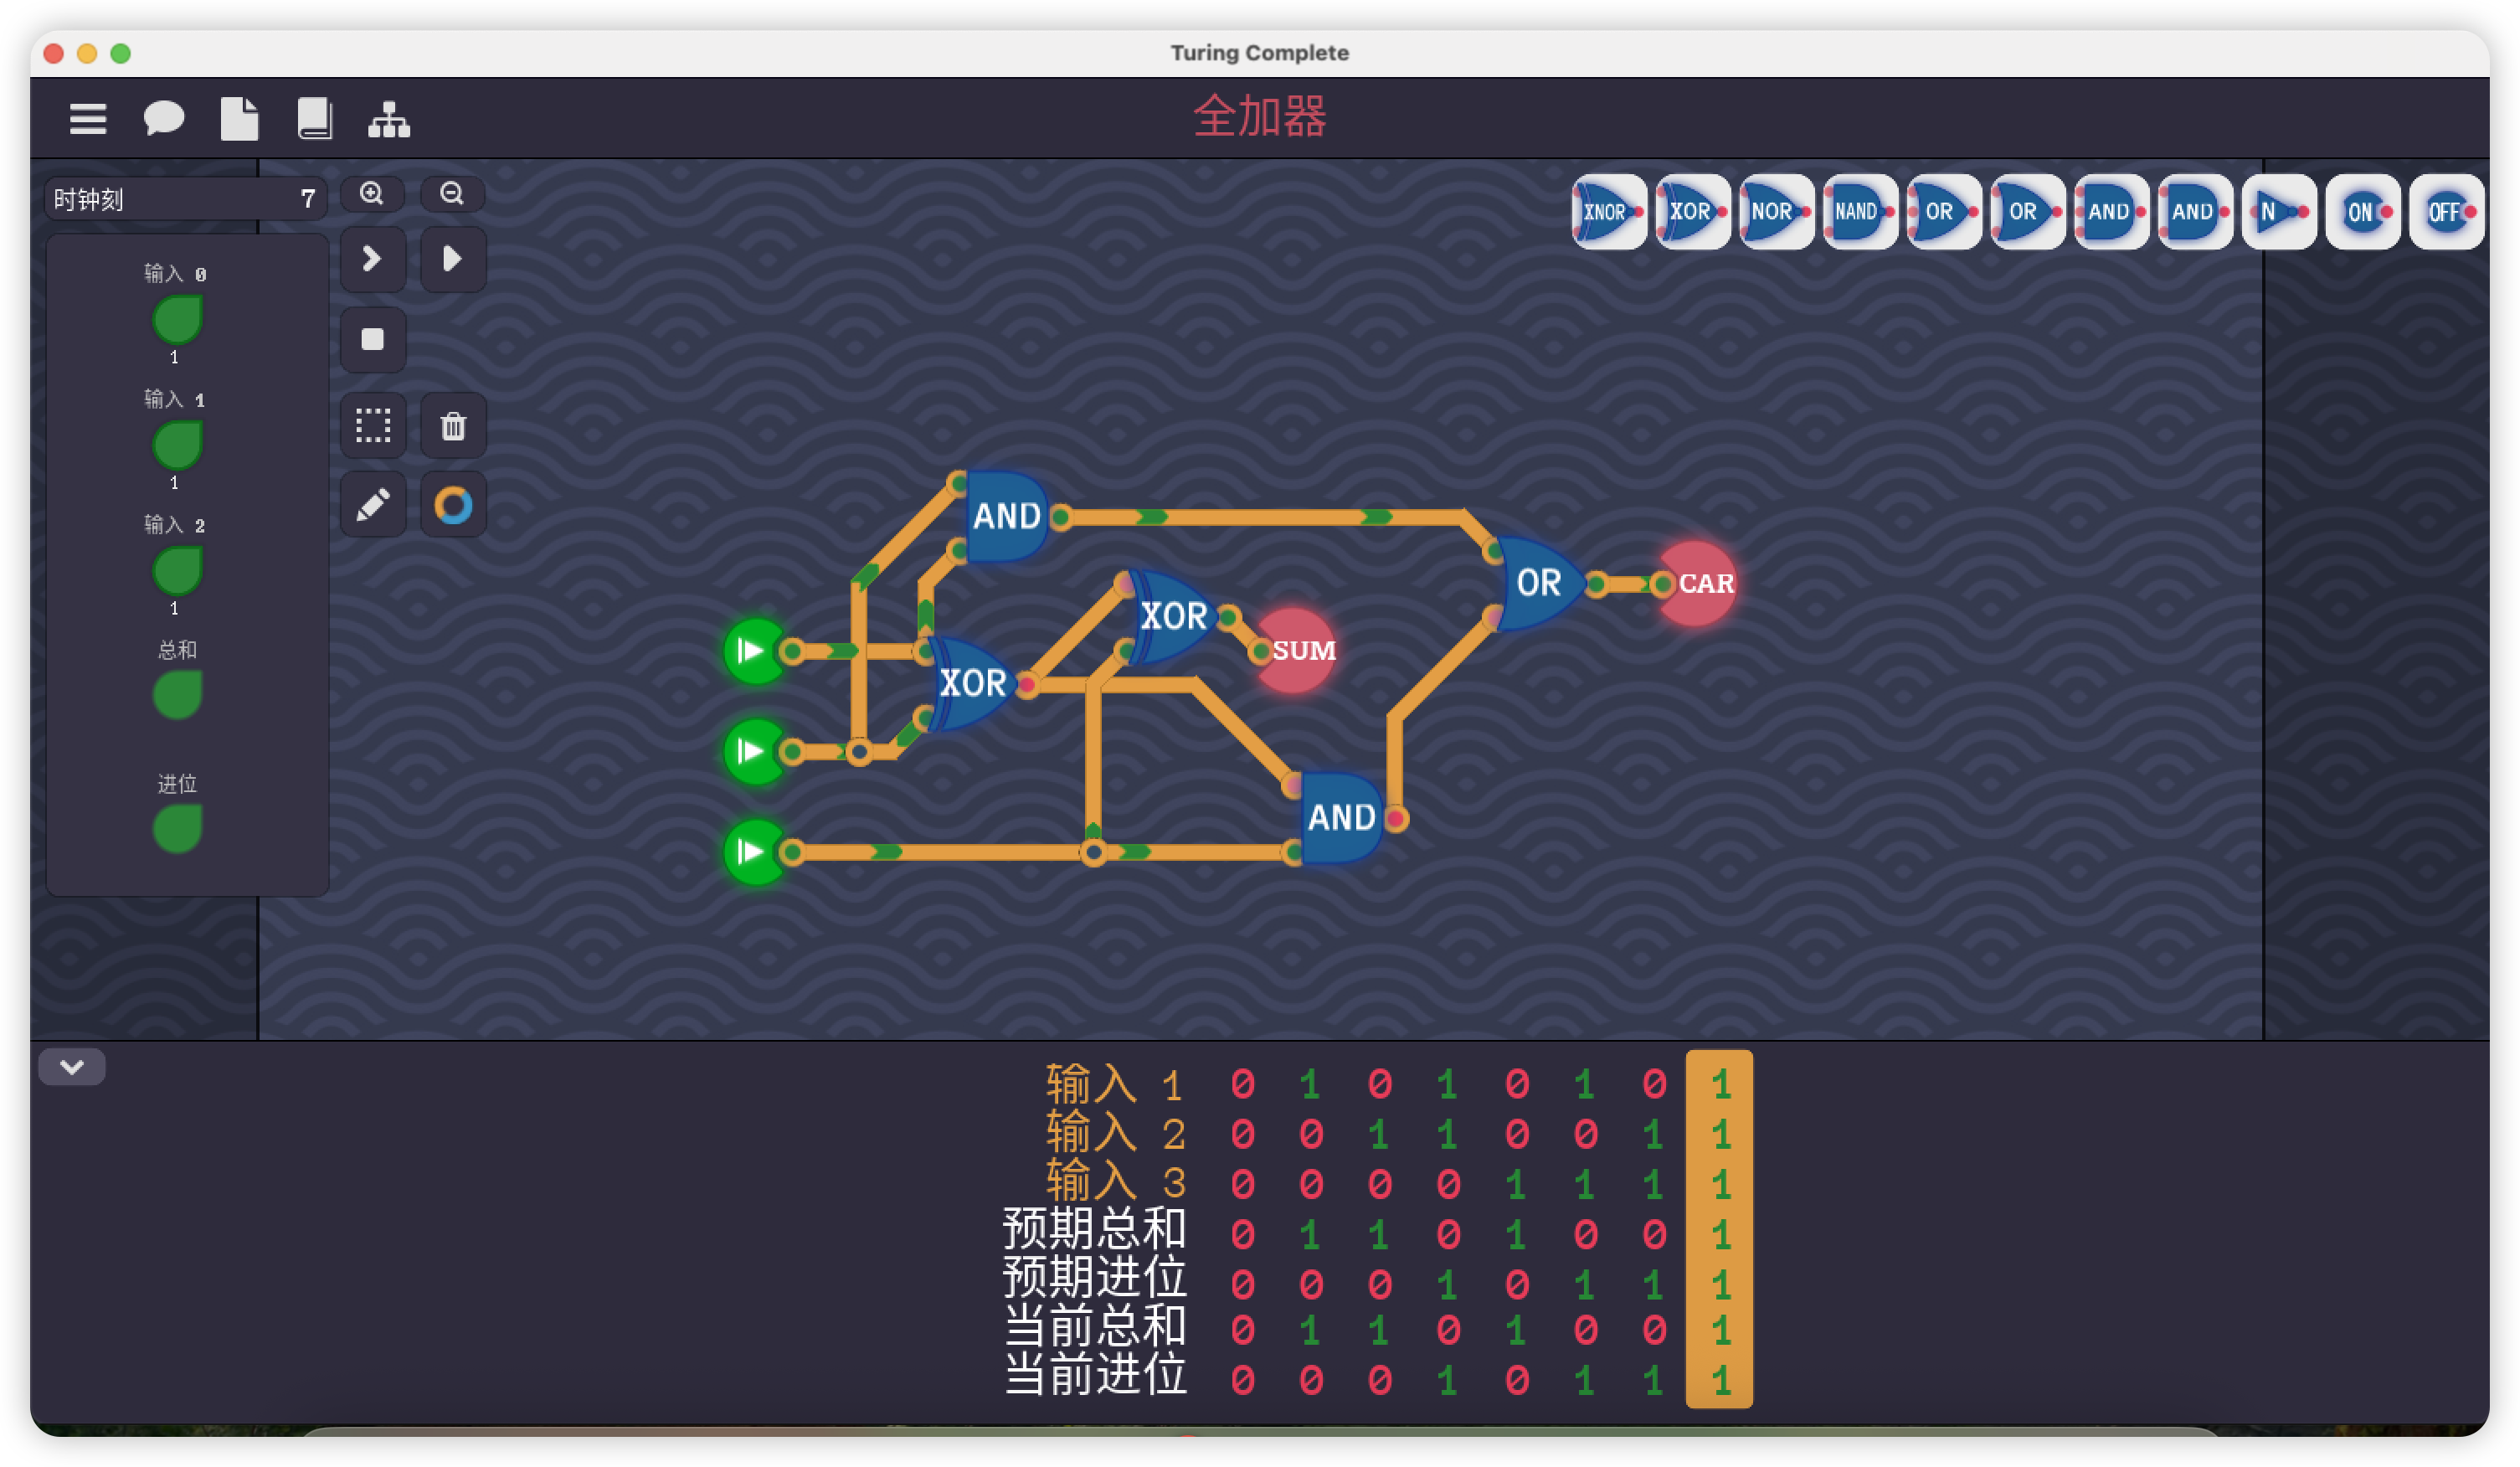 Turing Complete
全加器
时钟刻 7
XNOR XOR NOR NAND OR OR AND AND N ON OFF
输入 0
1
输入 1
1
输入 2
1
总和
进位
AND
XOR
OR
CAR
SUM
XOR
AND
输入 1 0 1 0 1 0 1 0 1
输入 2 0 0 1 1 0 0 1 1
输入 3 0 0 0 0 1 1 1 1
预期总和 0 1 1 0 1 0 0 1
预期进位 0 0 0 1 0 1 1 1
当前总和 0 1 1 0 1 0 0 1
当前进位 0 0 0 1 0 1 1 1